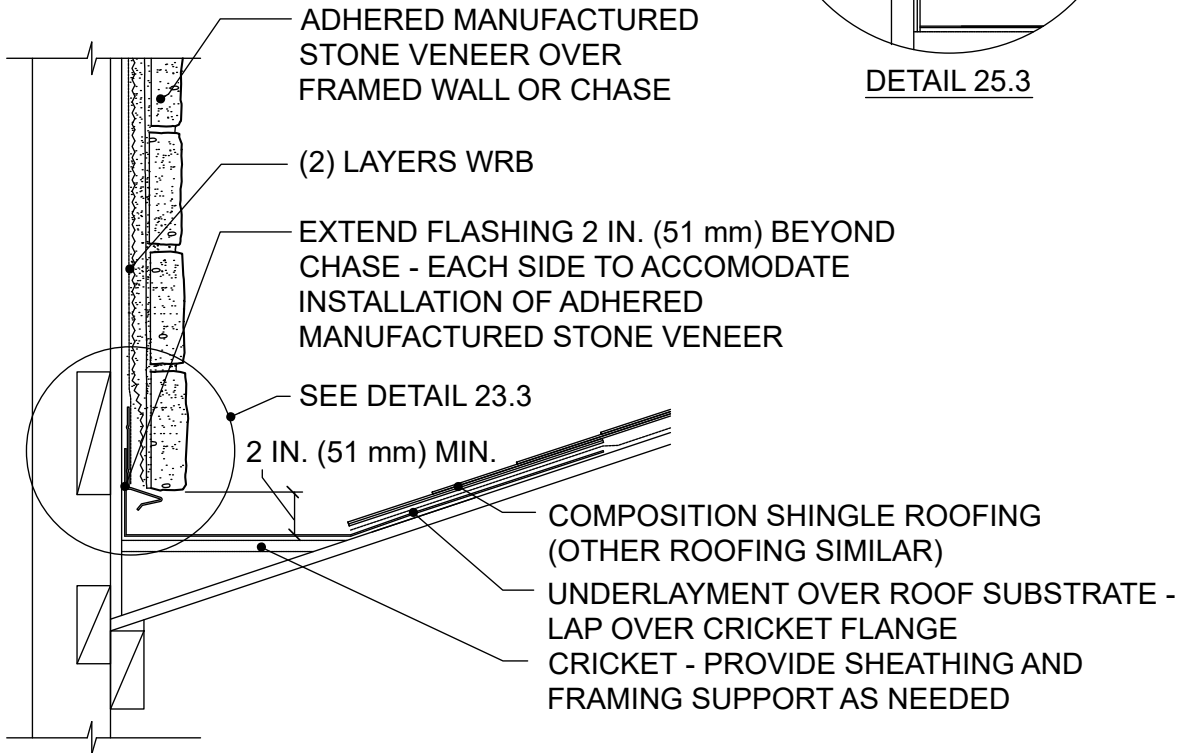 ADHERED MANUFACTURED
STONE VENEER OVER
FRAMED WALL OR CHASE
DETAIL 25.3
(2) LAYERS WRB
EXTEND FLASHING 2 IN. (51 mm) BEYOND
CHASE - EACH SIDE TO ACCOMODATE
INSTALLATION OF ADHERED
MANUFACTURED STONE VENEER
SEE DETAIL 23.3
2 IN. (51 mm) MIN.
COMPOSITION SHINGLE ROOFING
(OTHER ROOFING SIMILAR)
UNDERLAYMENT OVER ROOF SUBSTRATE -
LAP OVER CRICKET FLANGE
CRICKET - PROVIDE SHEATHING AND
FRAMING SUPPORT AS NEEDED